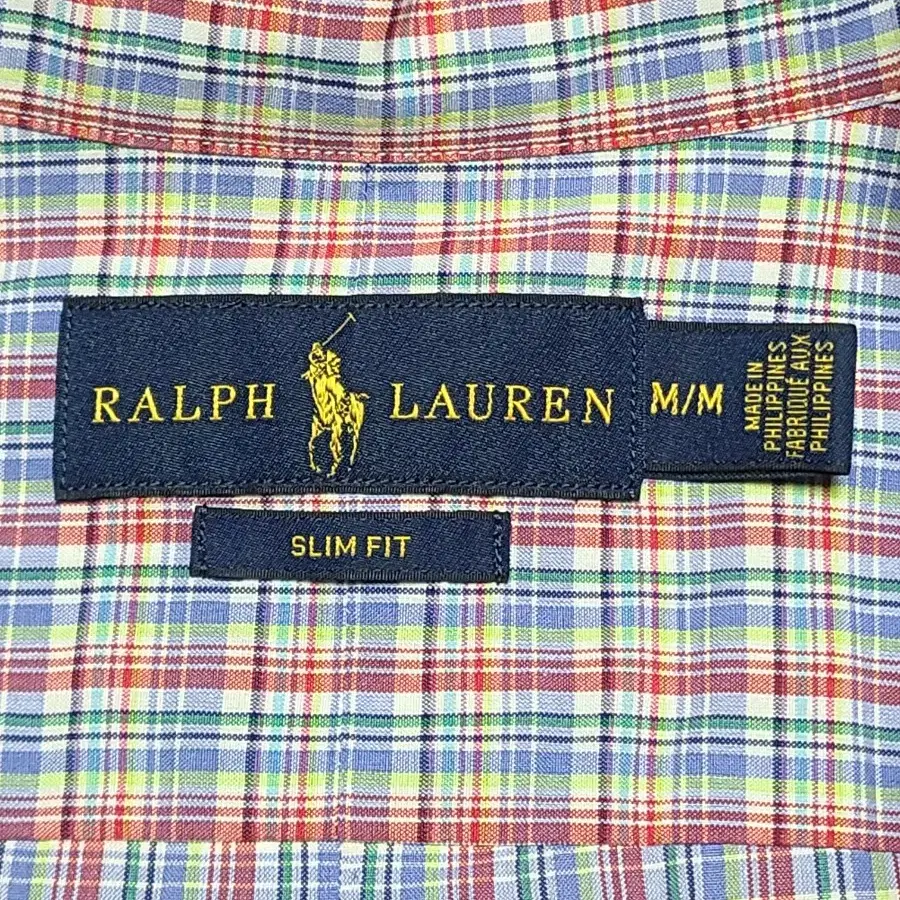 RALPH LAUREN
M/M
MADE IN
PHILIPPINES
FABRIQUÉ AUX
PHILIPPINES
SLIM FIT